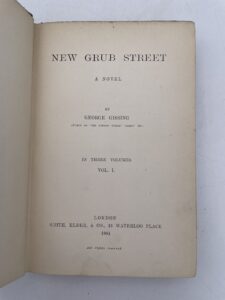 NEW GRUB STREET
A NOVEL
BY
GEORGE GISSING
IN THREE VOLUMES
VOL. I.
LONDON
SMITH, ELDER, & CO., 15 WATERLOO PLACE
1891